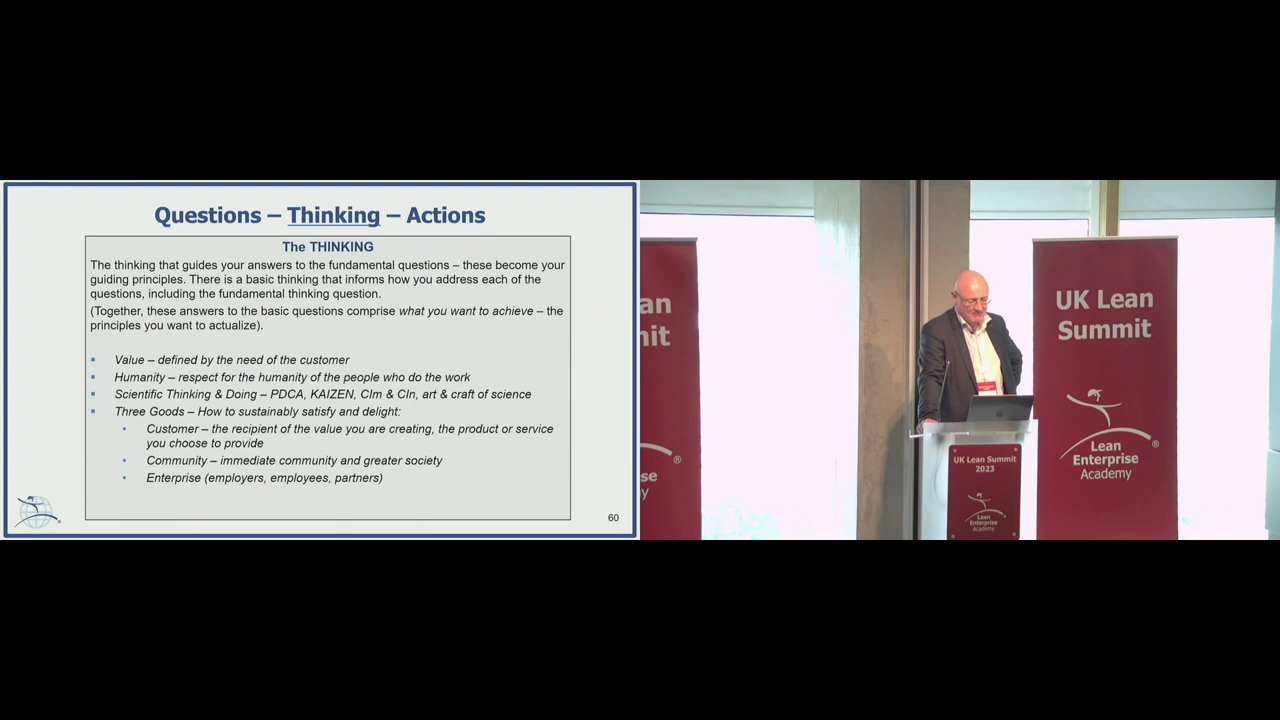 Questions – Thinking – Actions
The THINKING
The thinking that guides your answers to the fundamental questions – these become your
guiding principles. There is a basic thinking that informs how you address each of the
questions, including the fundamental thinking question.
(Together, these answers to the basic questions comprise what you want to achieve – the
principles you want to actualize).
▪ Value – defined by the need of the customer
▪ Humanity – respect for the humanity of the people who do the work
▪ Scientific Thinking & Doing – PDCA, KAIZEN, CIm & CIn, art & craft of science
▪ Three Goods – How to sustainably satisfy and delight:
• Customer – the recipient of the value you are creating, the product or service
you choose to provide
• Community – immediate community and greater society
• Enterprise (employers, employees, partners)
60
an
it
®
se
y
UK Lean Summit
2023
Lean
Enterprise
Academy
UK Lean
Summit
Lean
Enterprise
Academy
®